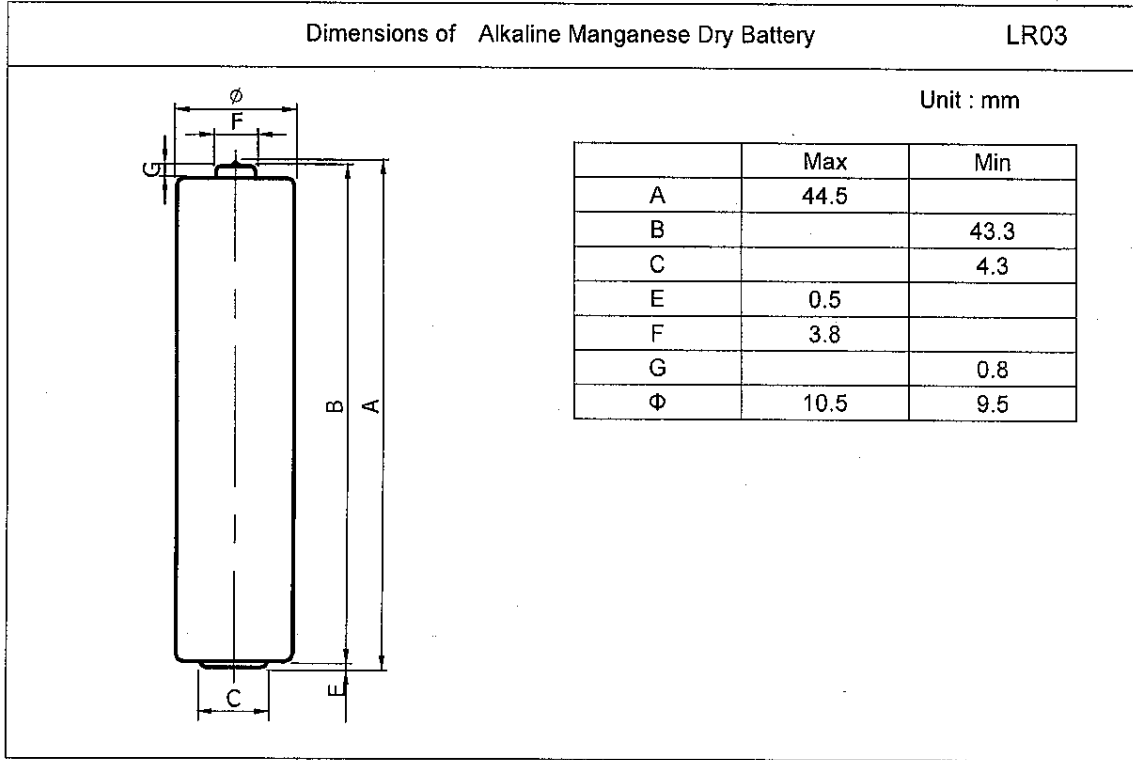 Dimensions of Alkaline Manganese Dry Battery LR03
Unit : mm
Ø
F
G
B
A
C
E
Max Min
A 44.5
B 43.3
C 4.3
E 0.5
F 3.8
G 0.8
Φ 10.5 9.5